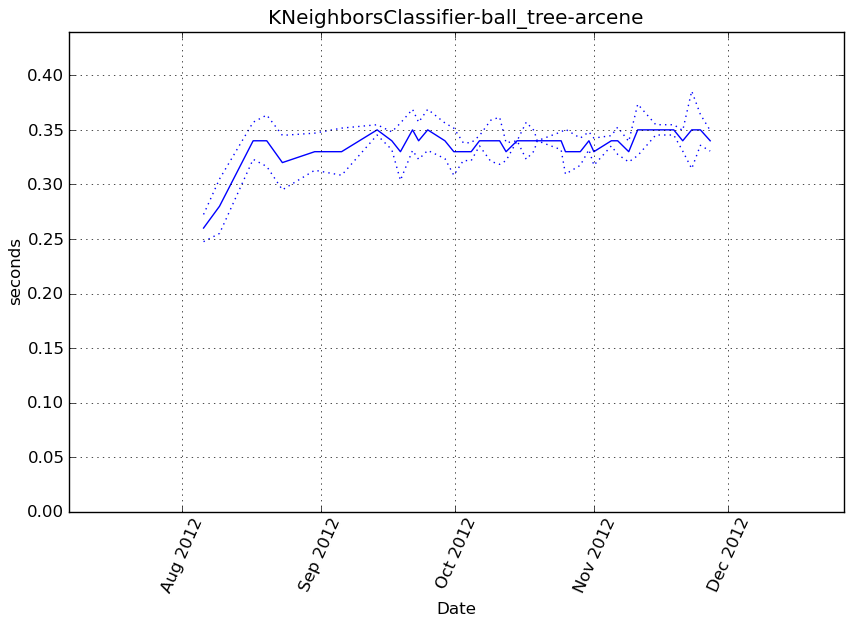 KNeighborsClassifier-ball_tree-arcene
0.40
0.35
0.30
0.25
0.20
0.15
0.10
0.05
0.00
seconds
Aug 2012
Sep 2012
Oct 2012
Nov 2012
Dec 2012
Date